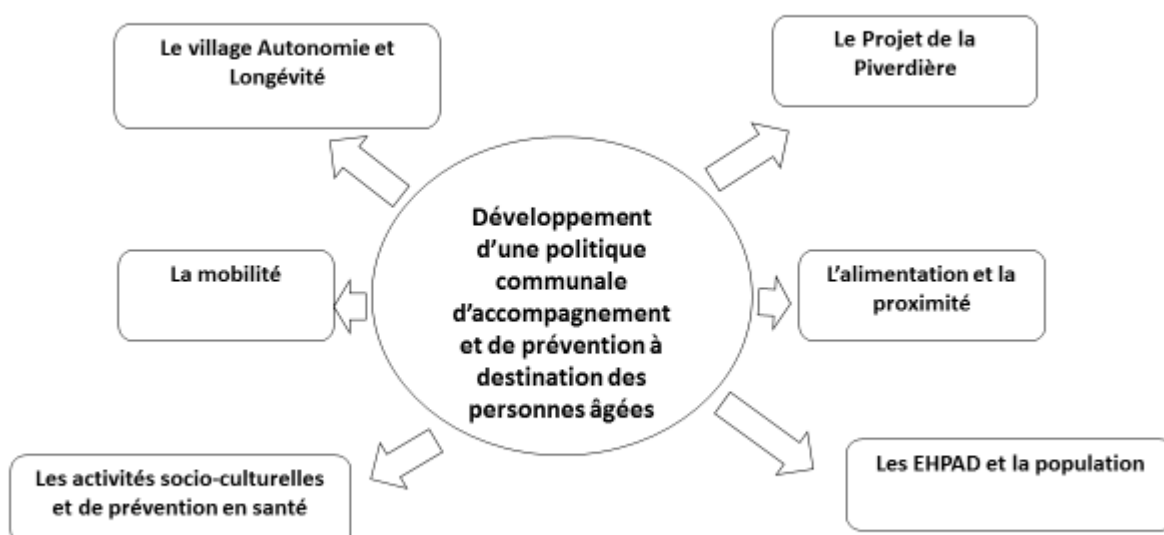 Le village Autonomie et
Longévité
Le Projet de la
Piverdière
La mobilité
Développement
d'une politique
communale
d'accompagnement
et de prévention à
destination des
personnes âgées
L'alimentation et la
proximité
Les activités socio-culturelles
et de prévention en santé
Les EHPAD et la population